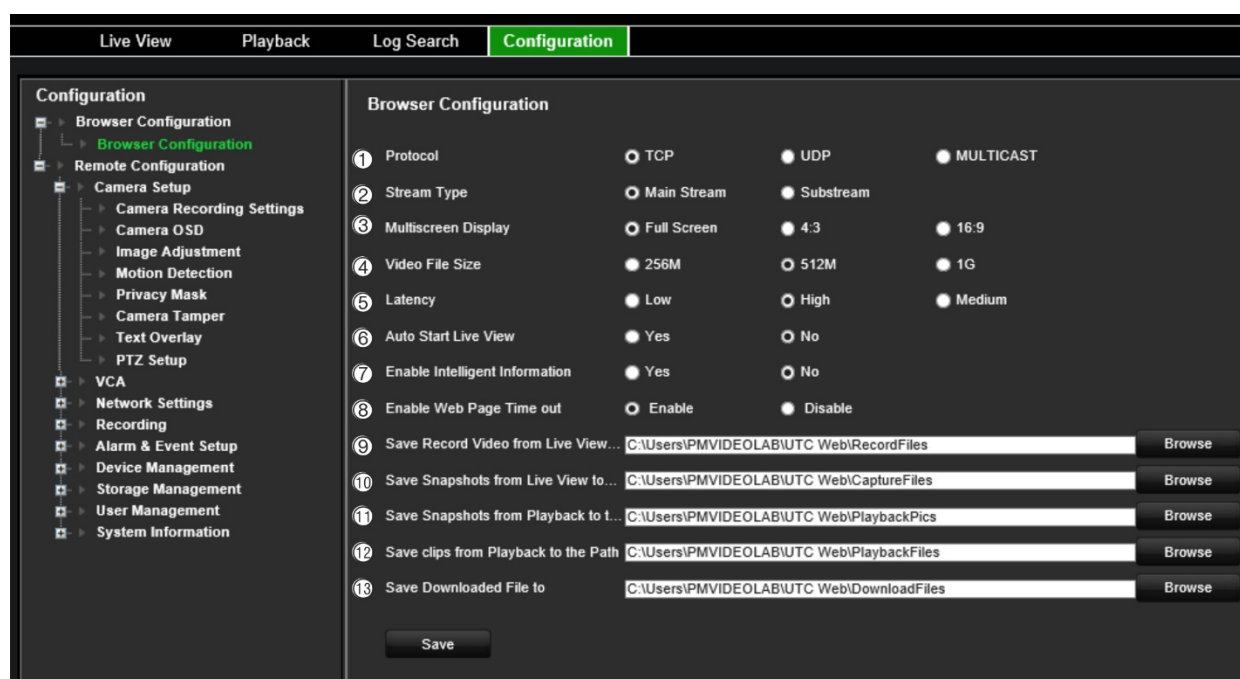 Live View Playback Log Search Configuration
Configuration
Browser Configuration
Browser Configuration
Remote Configuration
Camera Setup
Camera Recording Settings
Camera OSD
Image Adjustment
Motion Detection
Privacy Mask
Camera Tamper
Text Overlay
PTZ Setup
VCA
Network Settings
Recording
Alarm & Event Setup
Device Management
Storage Management
User Management
System Information
Browser Configuration
1 Protocol TCP UDP MULTICAST
2 Stream Type Main Stream Substream
3 Multiscreen Display Full Screen 4:3 16:9
4 Video File Size 256M 512M 1G
5 Latency Low High Medium
6 Auto Start Live View Yes No
7 Enable Intelligent Information Yes No
8 Enable Web Page Time out Enable Disable
9 Save Record Video from Live View... C:\Users\PMVIDEOLAB\UTC Web\RecordFiles Browse
10 Save Snapshots from Live View to... C:\Users\PMVIDEOLAB\UTC Web\CaptureFiles Browse
11 Save Snapshots from Playback to t... C:\Users\PMVIDEOLAB\UTC Web\PlaybackPics Browse
12 Save clips from Playback to the Path C:\Users\PMVIDEOLAB\UTC Web\PlaybackFiles Browse
13 Save Downloaded File to C:\Users\PMVIDEOLAB\UTC Web\DownloadFiles Browse
Save